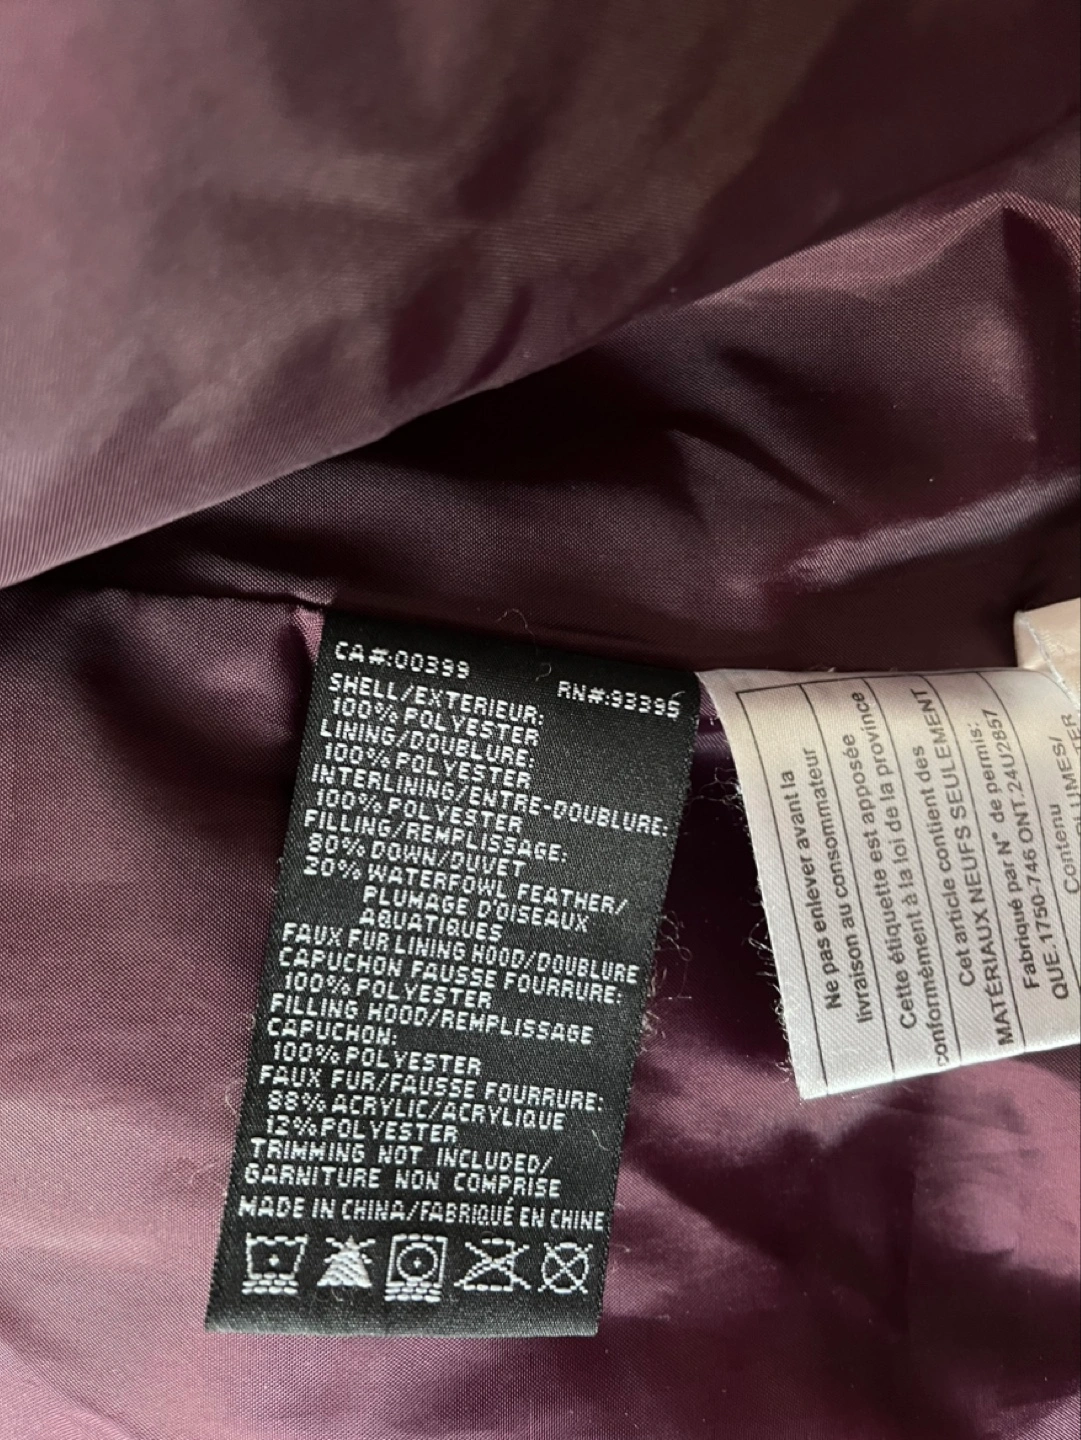 CA#:00399
RN#:93395
SHELL/EXTERIEUR:
100% POLYESTER
LINING/DOUBLURE:
100% POLYESTER
INTERLINING/ENTRE-DOUBLURE:
100% POLYESTER
FILLING/REMPLISSAGE:
80% DOWN/DUVET
20% WATERFOWL FEATHER/
PLUMAGE D'OISEAUX
AQUATIQUES
FAUX FUR LINING HOOD/DOUBLURE
CAPUCHON FAUSSE FOURRURE:
100% POLYESTER
FILLING HOOD/REMPLISSAGE
CAPUCHON:
100% POLYESTER
FAUX FUR/FAUSSE FOURRURE:
88% ACRYLIC/ACRYLIQUE
12% POLYESTER
TRIMMING NOT INCLUDED/
GARNITURE NON COMPRISE
MADE IN CHINA/FABRIQUÉ EN CHINE
Ne pas enlever avant la
livraison au consommateur
Cette étiquette est apposée
conformèment à la loi de la province
Cet article contient des
MATÉRIAUX NEUFS SEULEMENT
Fabriqué par N° de permis:
QUE.1750-746 ONT.24U2857
Contenu